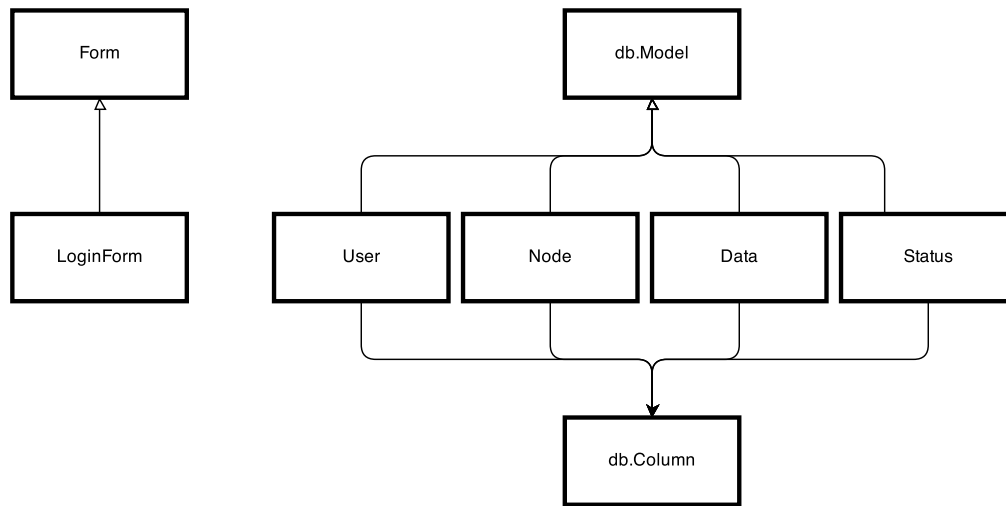 Form
db.Model
LoginForm
User
Node
Data
Status
db.Column